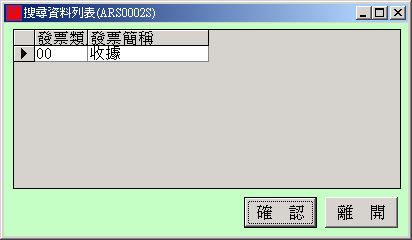 搜尋資料列表(ARS0002S)
發票類 發票簡稱
00 收據
確 認 離 開